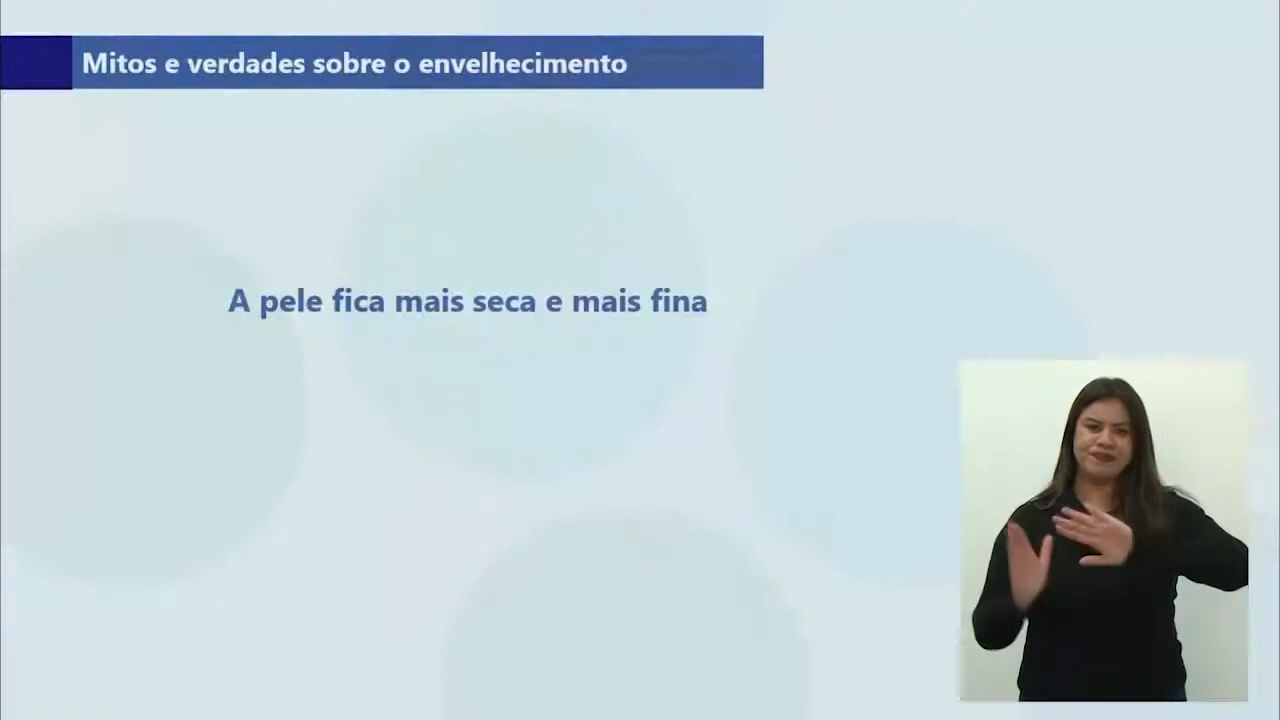 Mitos e verdades sobre o envelhecimento
A pele fica mais seca e mais fina